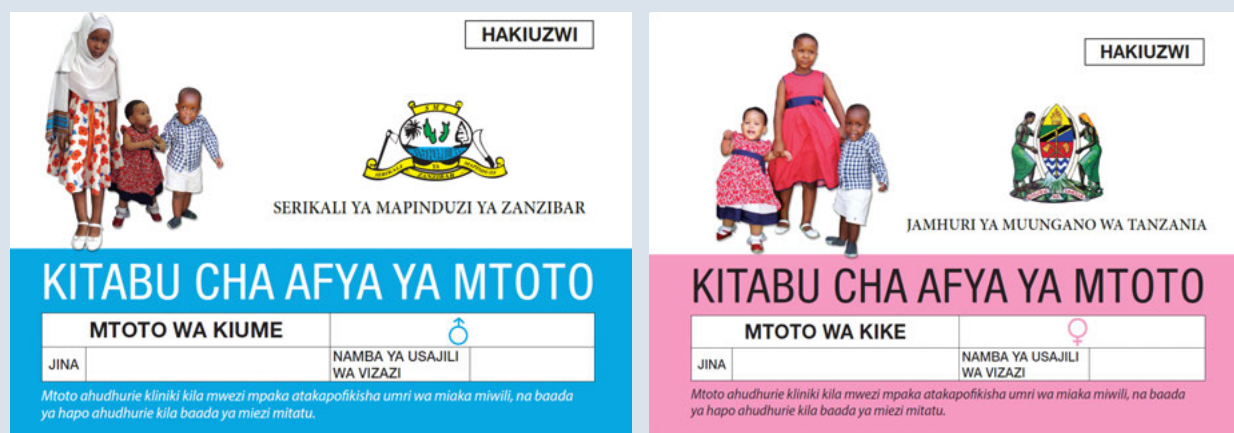 HAKIUZWI
S M Z
SERIKALI YA ZANZIBAR MAPINDUZI
SERIKALI YA MAPINDUZI YA ZANZIBAR
KITABU CHA AFYA YA MTOTO
MTOTO WA KIUME ♂
JINA
NAMBA YA USAJILI
WA VIZAZI
Mtoto ahudhurie kliniki kila mwezi mpaka atakapofikisha umri wa miaka miwili, na baada
ya hapo ahudhurie kila baada ya miezi mitatu.
HAKIUZWI
JAMHURI YA MUUNGANO WA TANZANIA
KITABU CHA AFYA YA MTOTO
MTOTO WA KIKE ♀
JINA
NAMBA YA USAJILI
WA VIZAZI
Mtoto ahudhurie kliniki kila mwezi mpaka atakapofikisha umri wa miaka miwili, na baada
ya hapo ahudhurie kila baada ya miezi mitatu.